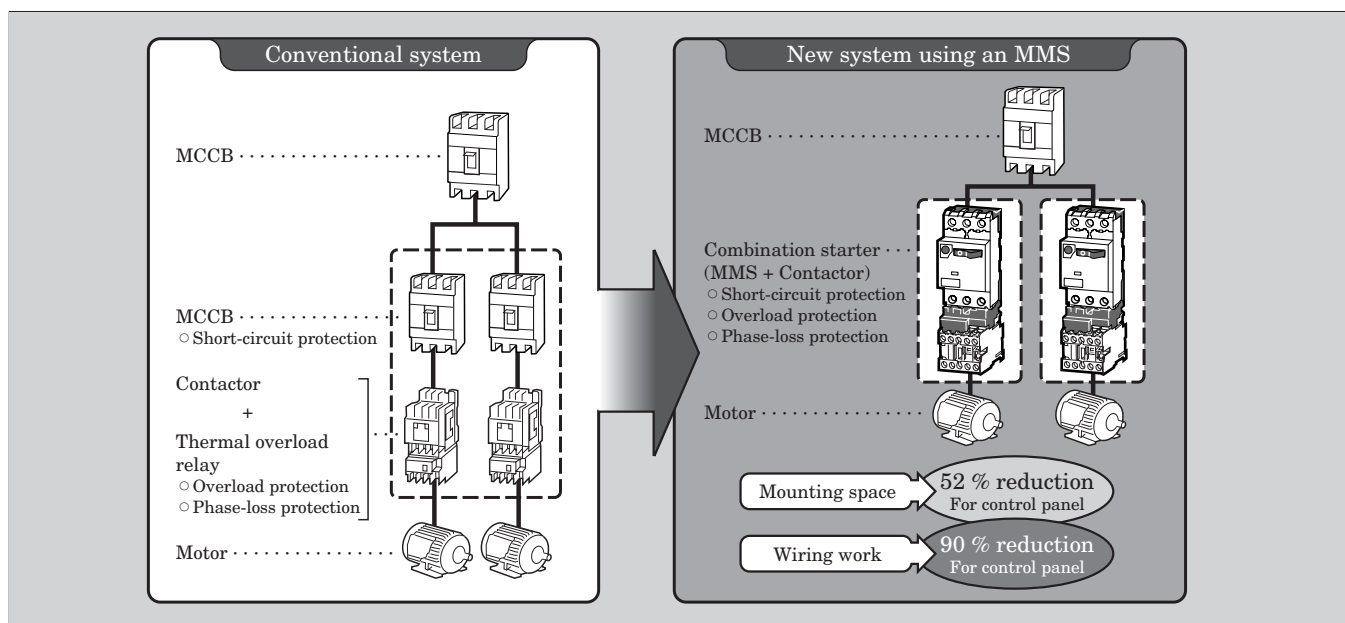 Conventional system
MCCB
MCCB
○ Short-circuit protection
Contactor
+
Thermal overload
relay
○ Overload protection
○ Phase-loss protection
Motor
New system using an MMS
MCCB
Combination starter
(MMS + Contactor)
○ Short-circuit protection
○ Overload protection
○ Phase-loss protection
Motor
Mounting space
52 % reduction
For control panel
Wiring work
90 % reduction
For control panel